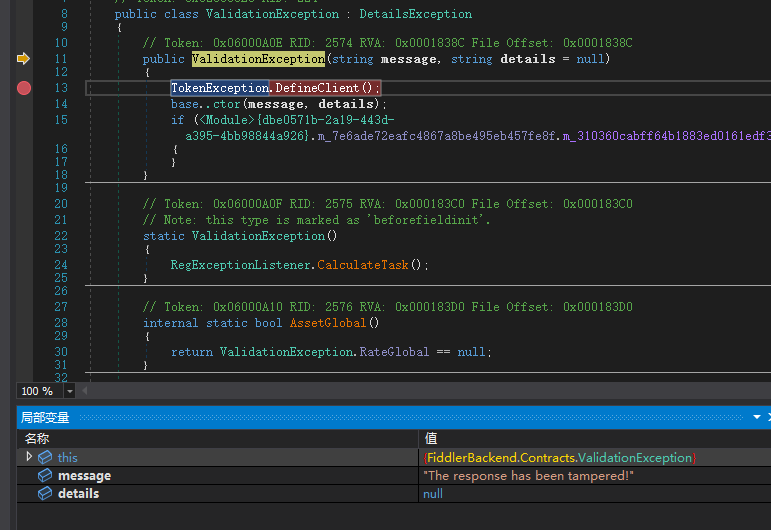 8 public class ValidationException : DetailsException
9 {
10 // Token: 0x06000A0E RID: 2574 RVA: 0x0001838C File Offset: 0x0001838C
11 public ValidationException(string message, string details = null)
12 {
13 TokenException.DefineClient();
14 base..ctor(message, details);
15 if (<Module>{dbe0571b-2a19-443d-
a395-4bb98844a926}.m_7e6ade72eafc4867a8be495eb457fe8f.m_310360cabff64b1883ed0161edf3
16 {
17 }
18 }
19
20 // Token: 0x06000A0F RID: 2575 RVA: 0x000183C0 File Offset: 0x000183C0
21 // Note: this type is marked as 'beforefieldinit'.
22 static ValidationException()
23 {
24 RegExceptionListener.CalculateTask();
25 }
26
27 // Token: 0x06000A10 RID: 2576 RVA: 0x000183D0 File Offset: 0x000183D0
28 internal static bool AssetGlobal()
29 {
30 return ValidationException.RateGlobal == null;
31 }
32
100 %
局部变量
名称 值
this {FiddlerBackend.Contracts.ValidationException}
message "The response has been tampered!"
details null